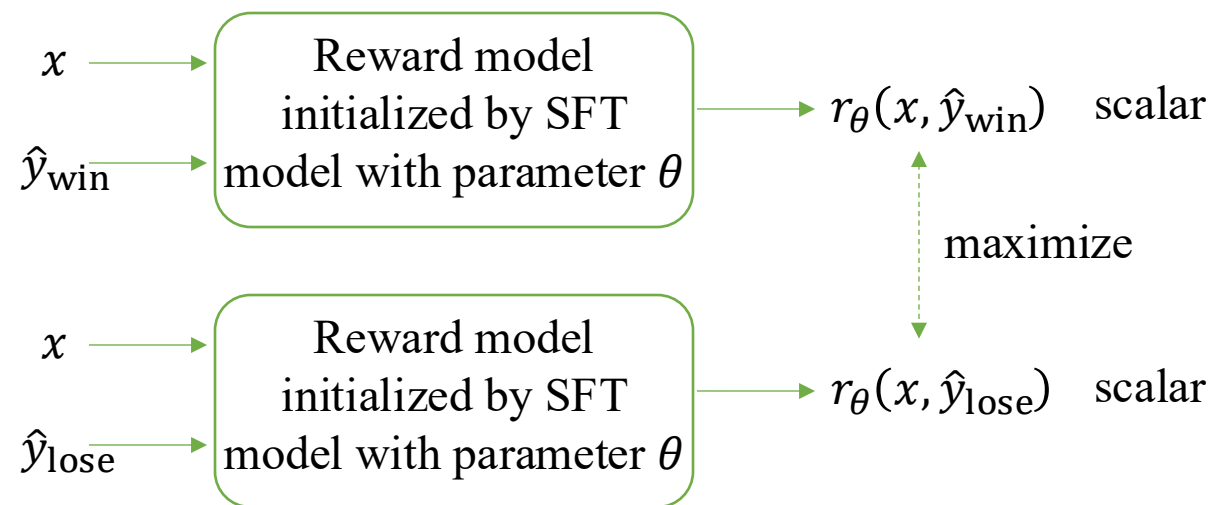 x
Reward model
initialized by SFT
model with parameter θ
ŷ_win
r_θ(x, ŷ_win) scalar
maximize
x
Reward model
initialized by SFT
model with parameter θ
ŷ_lose
r_θ(x, ŷ_lose) scalar